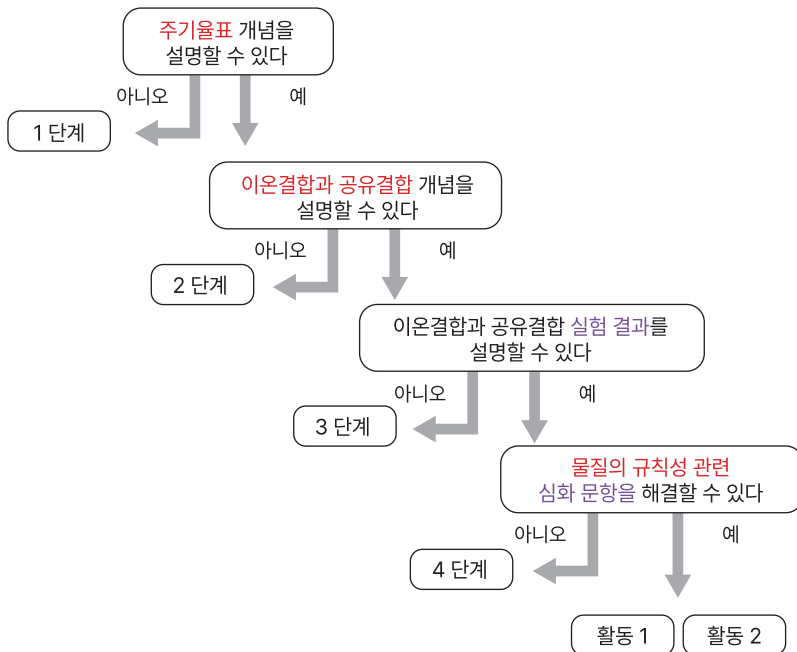 주기율표 개념을
설명할 수 있다
아니오
예
1 단계
이온결합과 공유결합 개념을
설명할 수 있다
아니오
예
2 단계
이온결합과 공유결합 실험 결과를
설명할 수 있다
아니오
예
3 단계
물질의 규칙성 관련
심화 문항을 해결할 수 있다
아니오
예
4 단계
활동 1
활동 2